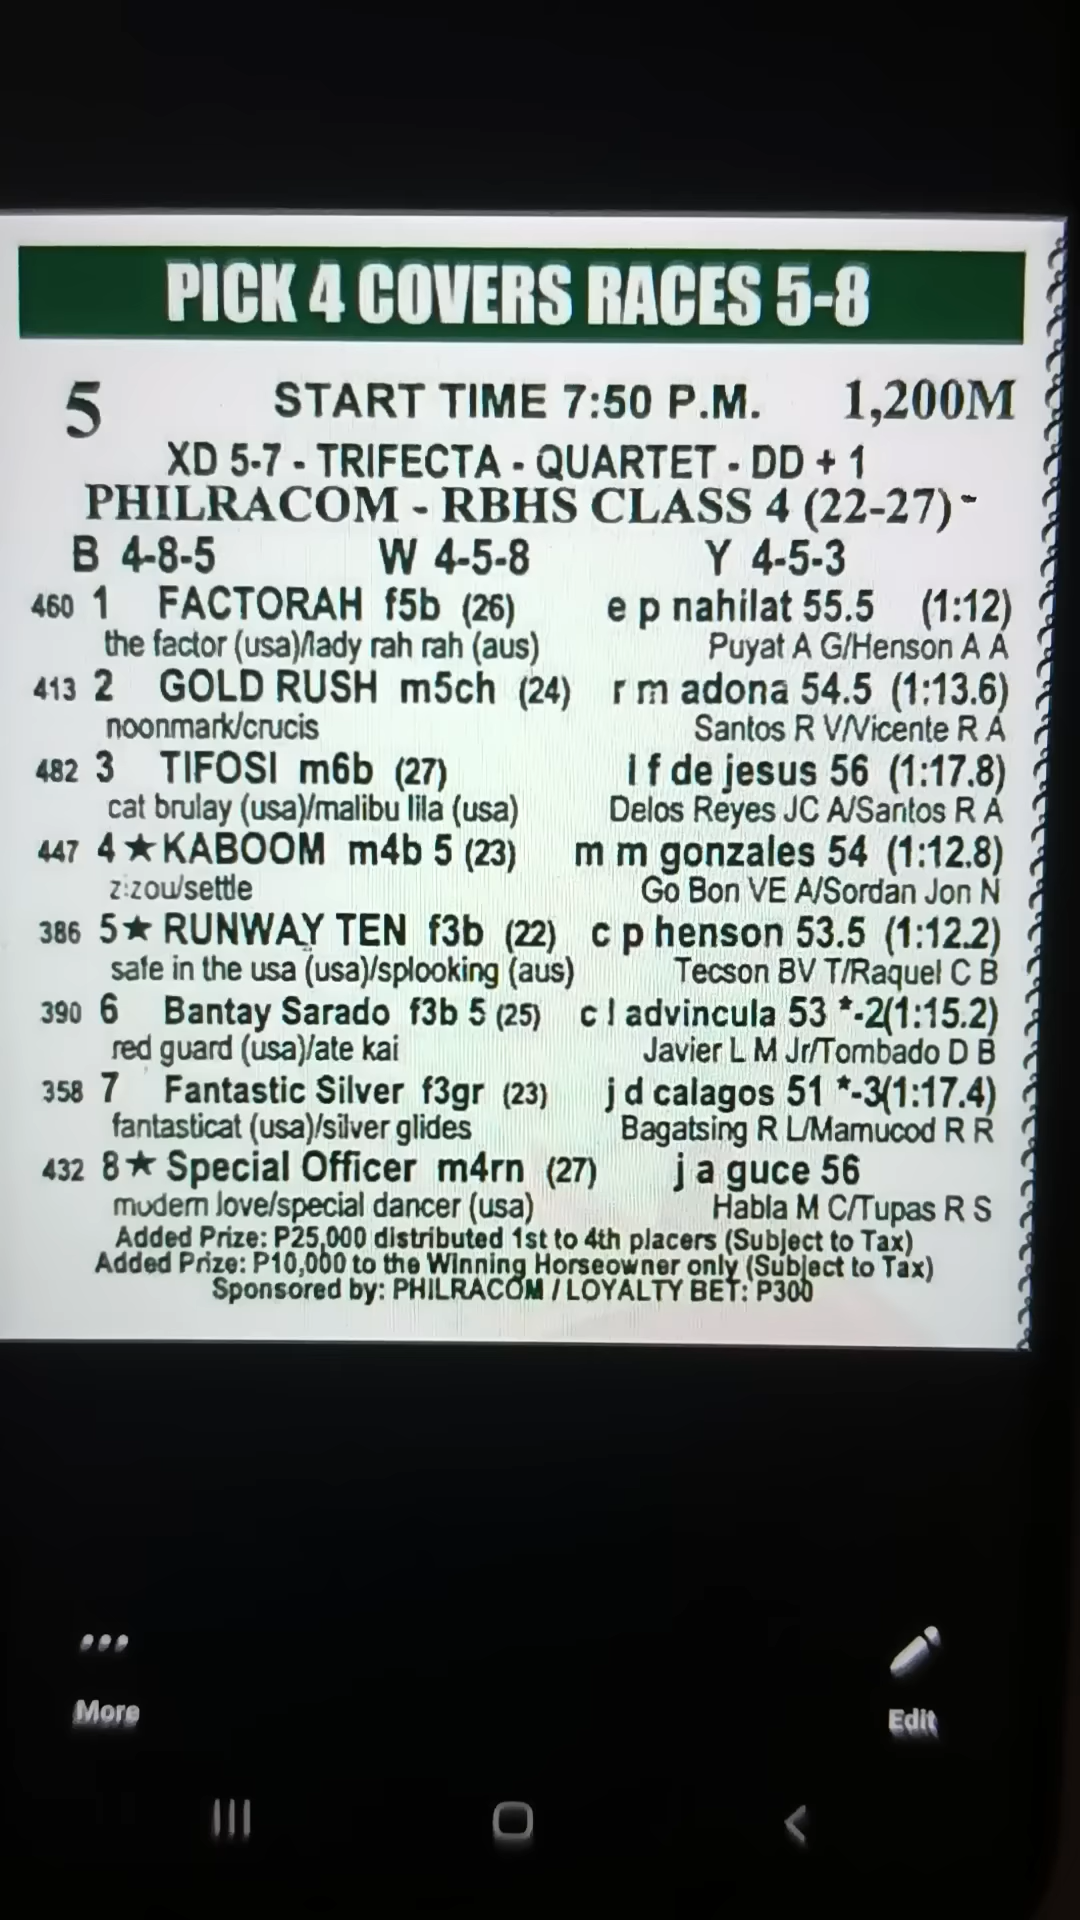 PICK 4 COVERS RACES 5-8
5 START TIME 7:50 P.M. 1,200M
XD 5-7 - TRIFECTA - QUARTET - DD + 1
PHILRACOM - RBHS CLASS 4 (22-27) -
B 4-8-5 W 4-5-8 Y 4-5-3
460 1 FACTORAH f5b (26) e p nahilat 55.5 (1:12)
the factor (usa)/lady rah rah (aus) Puyat A G/Henson A A
413 2 GOLD RUSH m5ch (24) r m adona 54.5 (1:13.6)
noonmark/crucis Santos R V/Vicente R A
482 3 TIFOSI m6b (27) l f de jesus 56 (1:17.8)
cat brulay (usa)/malibu lila (usa) Delos Reyes JC A/Santos R A
447 4 ★ KABOOM m4b 5 (23) m m gonzales 54 (1:12.8)
z:zou/settle Go Bon VE A/Sordan Jon N
386 5 ★ RUNWAY TEN f3b (22) c p henson 53.5 (1:12.2)
safe in the usa (usa)/splooking (aus) Tecson BV T/Raquel C B
390 6 Bantay Sarado f3b 5 (25) c l advincula 53 *-2(1:15.2)
red guard (usa)/ate kai Javier L M Jr/Tombado D B
358 7 Fantastic Silver f3gr (23) j d calagos 51 *-3(1:17.4)
fantasticat (usa)/silver glides Bagatsing R L/Mamucod R R
432 8 ★ Special Officer m4rn (27) j a guce 56
modern love/special dancer (usa) Habla M C/Tupas R S
Added Prize: P25,000 distributed 1st to 4th placers (Subject to Tax)
Added Prize: P10,000 to the Winning Horseowner only (Subject to Tax)
Sponsored by: PHILRACOM / LOYALTY BET: P300
More Edit